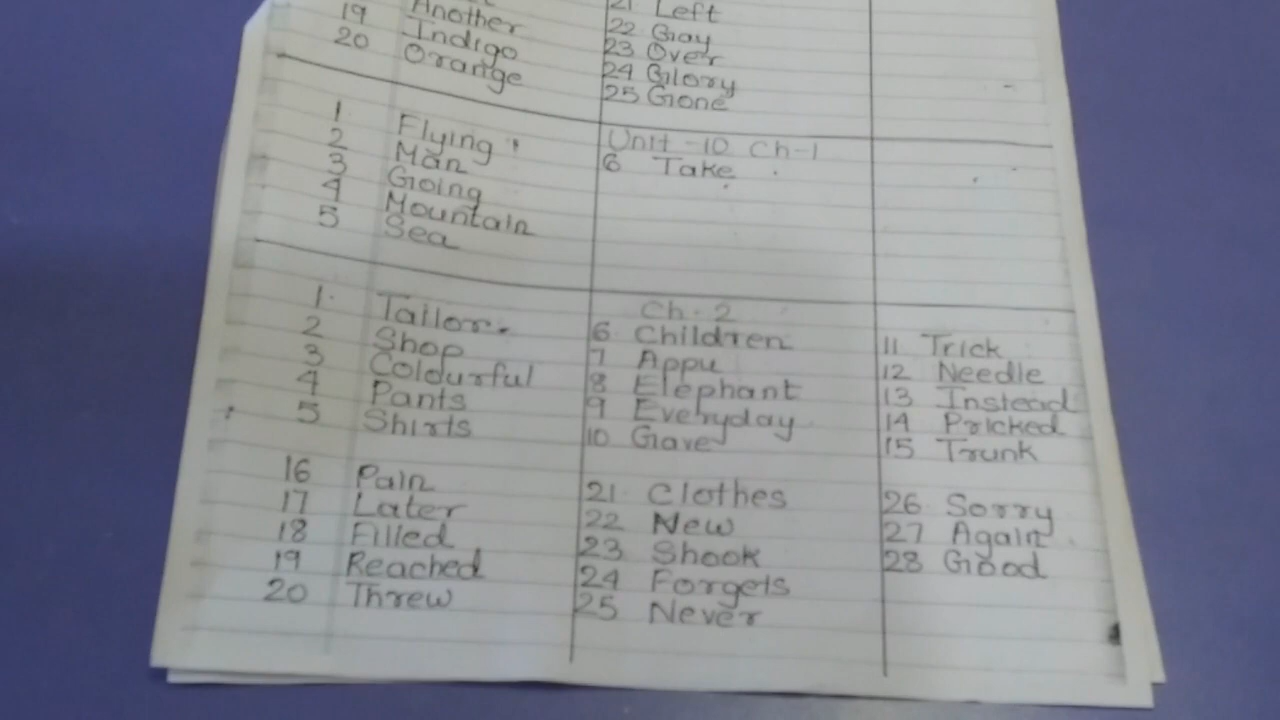 19 Another
20 Indigo
Orange
21 Left
22 Gay
23 Over
24 Glory
25 Gone
Unit -10 Ch-1
1. Flying
2 Man
3 Going
4 Mountain
5 Sea
6 Take
Ch-2
1. Tailor.
2 Shop
3 Colourful
4 Pants
5 Shirts
6 Children
7 Appu
8 Elephant
9 Everyday
10 Gave
11 Trick
12 Needle
13 Instead
14 Pricked
15 Trunk
16 Pain
17 Later
18 Filled
19 Reached
20 Threw
21 Clothes
22 New
23 Shook
24 Forgets
25 Never
26 Sorry
27 Again
28 Good